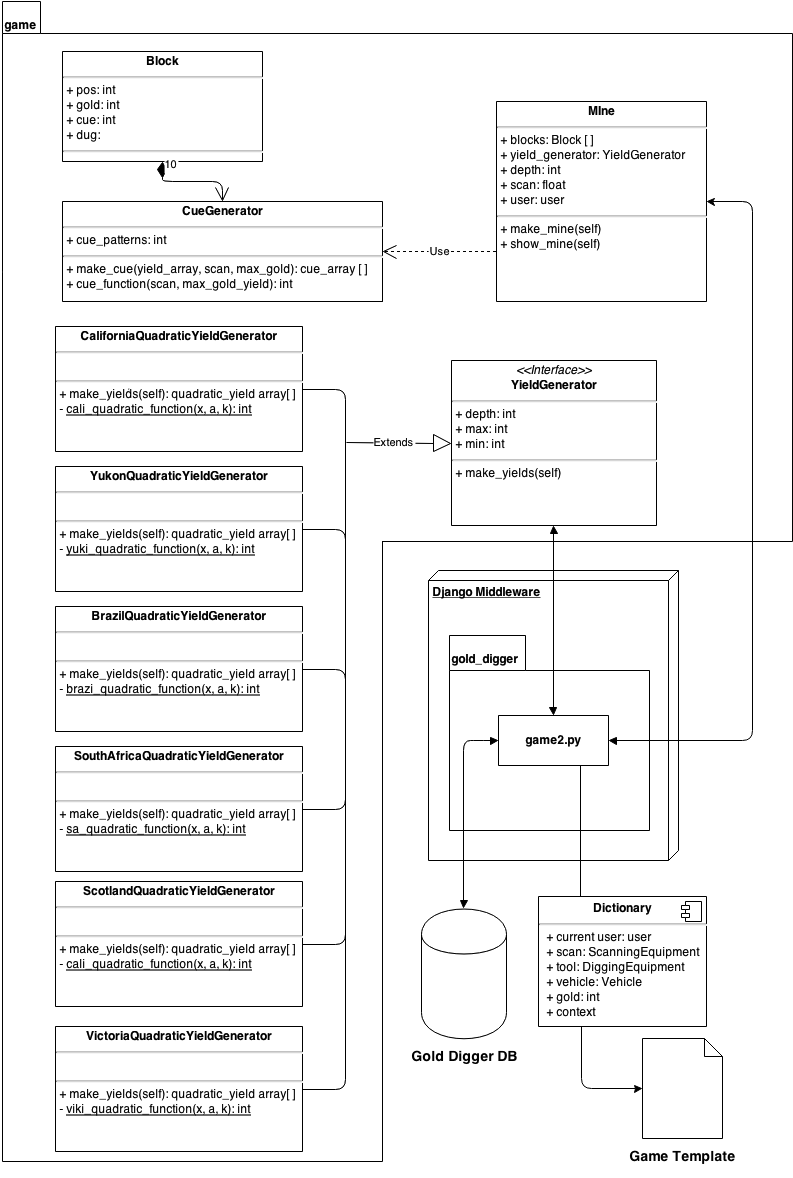 game
Block
+ pos: int
+ gold: int
+ cue: int
+ dug:
10
CueGenerator
+ cue_patterns: int
+ make_cue(yield_array, scan, max_gold): cue_array [ ]
+ cue_function(scan, max_gold_yield): int
MIne
+ blocks: Block [ ]
+ yield_generator: YieldGenerator
+ depth: int
+ scan: float
+ user: user
+ make_mine(self)
+ show_mine(self)
Use
CaliforniaQuadraticYieldGenerator
+ make_yields(self): quadratic_yield array[ ]
- cali_quadratic_function(x, a, k): int
YukonQuadraticYieldGenerator
+ make_yields(self): quadratic_yield array[ ]
- yuki_quadratic_function(x, a, k): int
BrazilQuadraticYieldGenerator
+ make_yields(self): quadratic_yield array[ ]
- brazi_quadratic_function(x, a, k): int
SouthAfricaQuadraticYieldGenerator
+ make_yields(self): quadratic_yield array[ ]
- sa_quadratic_function(x, a, k): int
ScotlandQuadraticYieldGenerator
+ make_yields(self): quadratic_yield array[ ]
- cali_quadratic_function(x, a, k): int
VictoriaQuadraticYieldGenerator
+ make_yields(self): quadratic_yield array[ ]
- viki_quadratic_function(x, a, k): int
Extends
<<Interface>>
YieldGenerator
+ depth: int
+ max: int
+ min: int
+ make_yields(self)
Django Middleware
gold_digger
game2.py
Dictionary
+ current user: user
+ scan: ScanningEquipment
+ tool: DiggingEquipment
+ vehicle: Vehicle
+ gold: int
+ context
Gold Digger DB
Game Template